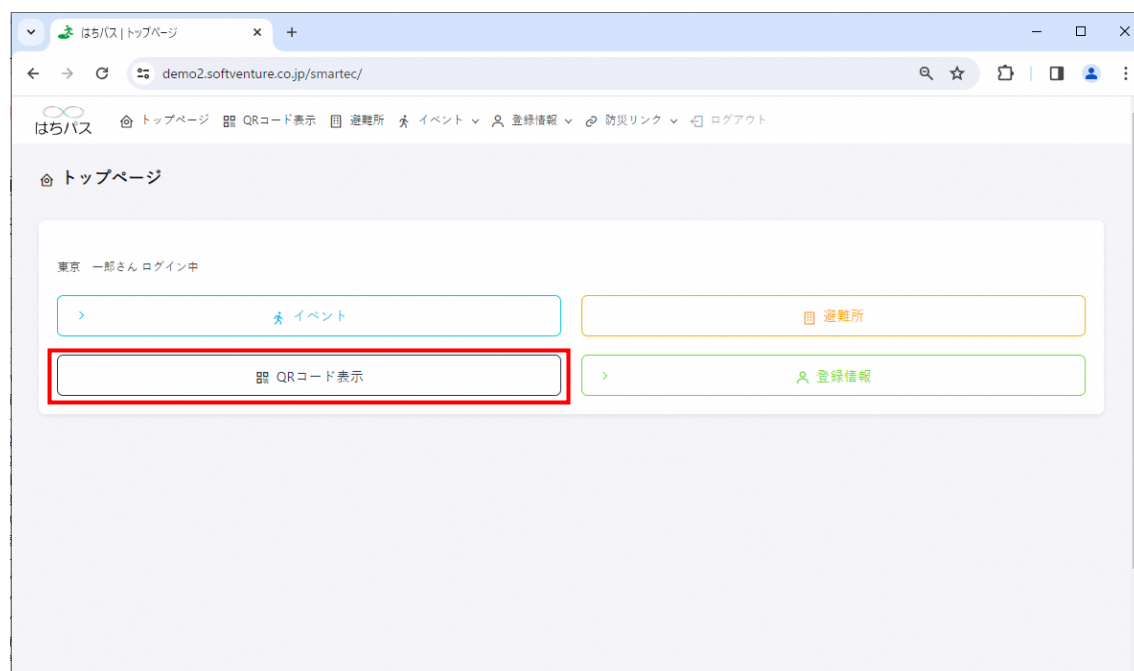 はちパス | トップページ
demo2.softventure.co.jp/smartec/
はちパス トップページ QRコード表示 避難所 イベント 登録情報 防災リンク ログアウト
トップページ
東京　一郎さん ログイン中
イベント 避難所
QRコード表示 登録情報